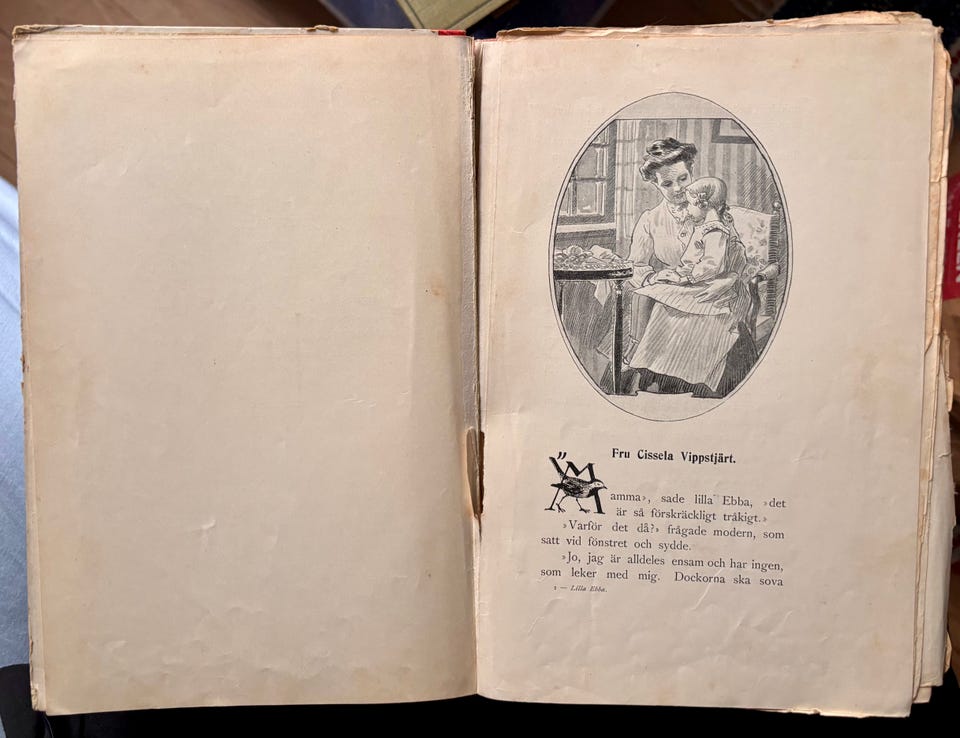 Fru Cissela Vippstjärt.
"Mamma», sade lilla Ebba, »det
är så förskräckligt tråkigt.»
»Varför det då?» frågade modern, som
satt vid fönstret och sydde.
»Jo, jag är alldeles ensam och har ingen,
som leker med mig. Dockorna ska sova
1 — Lilla Ebba.